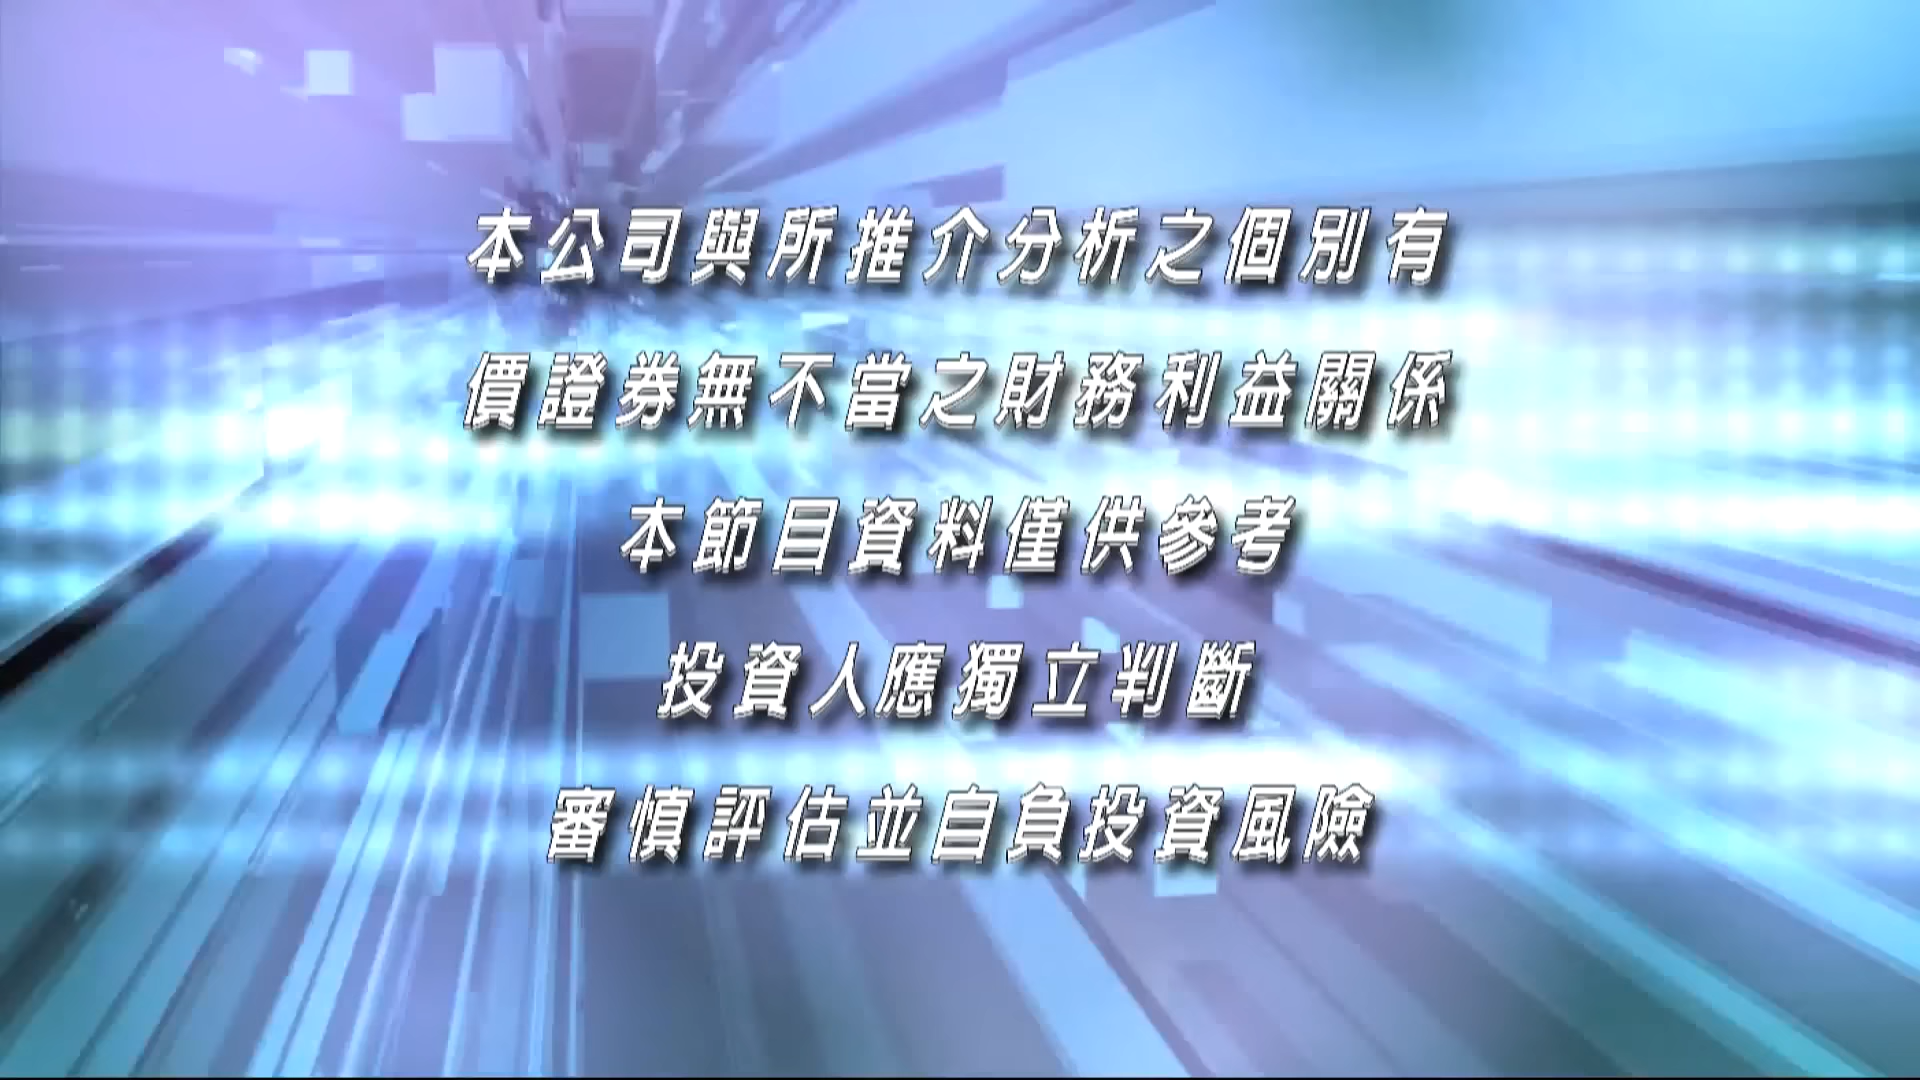 本公司與所推介分析之個別有
價證券無不當之財務利益關係
本節目資料僅供參考
投資人應獨立判斷
審慎評估並自負投資風險